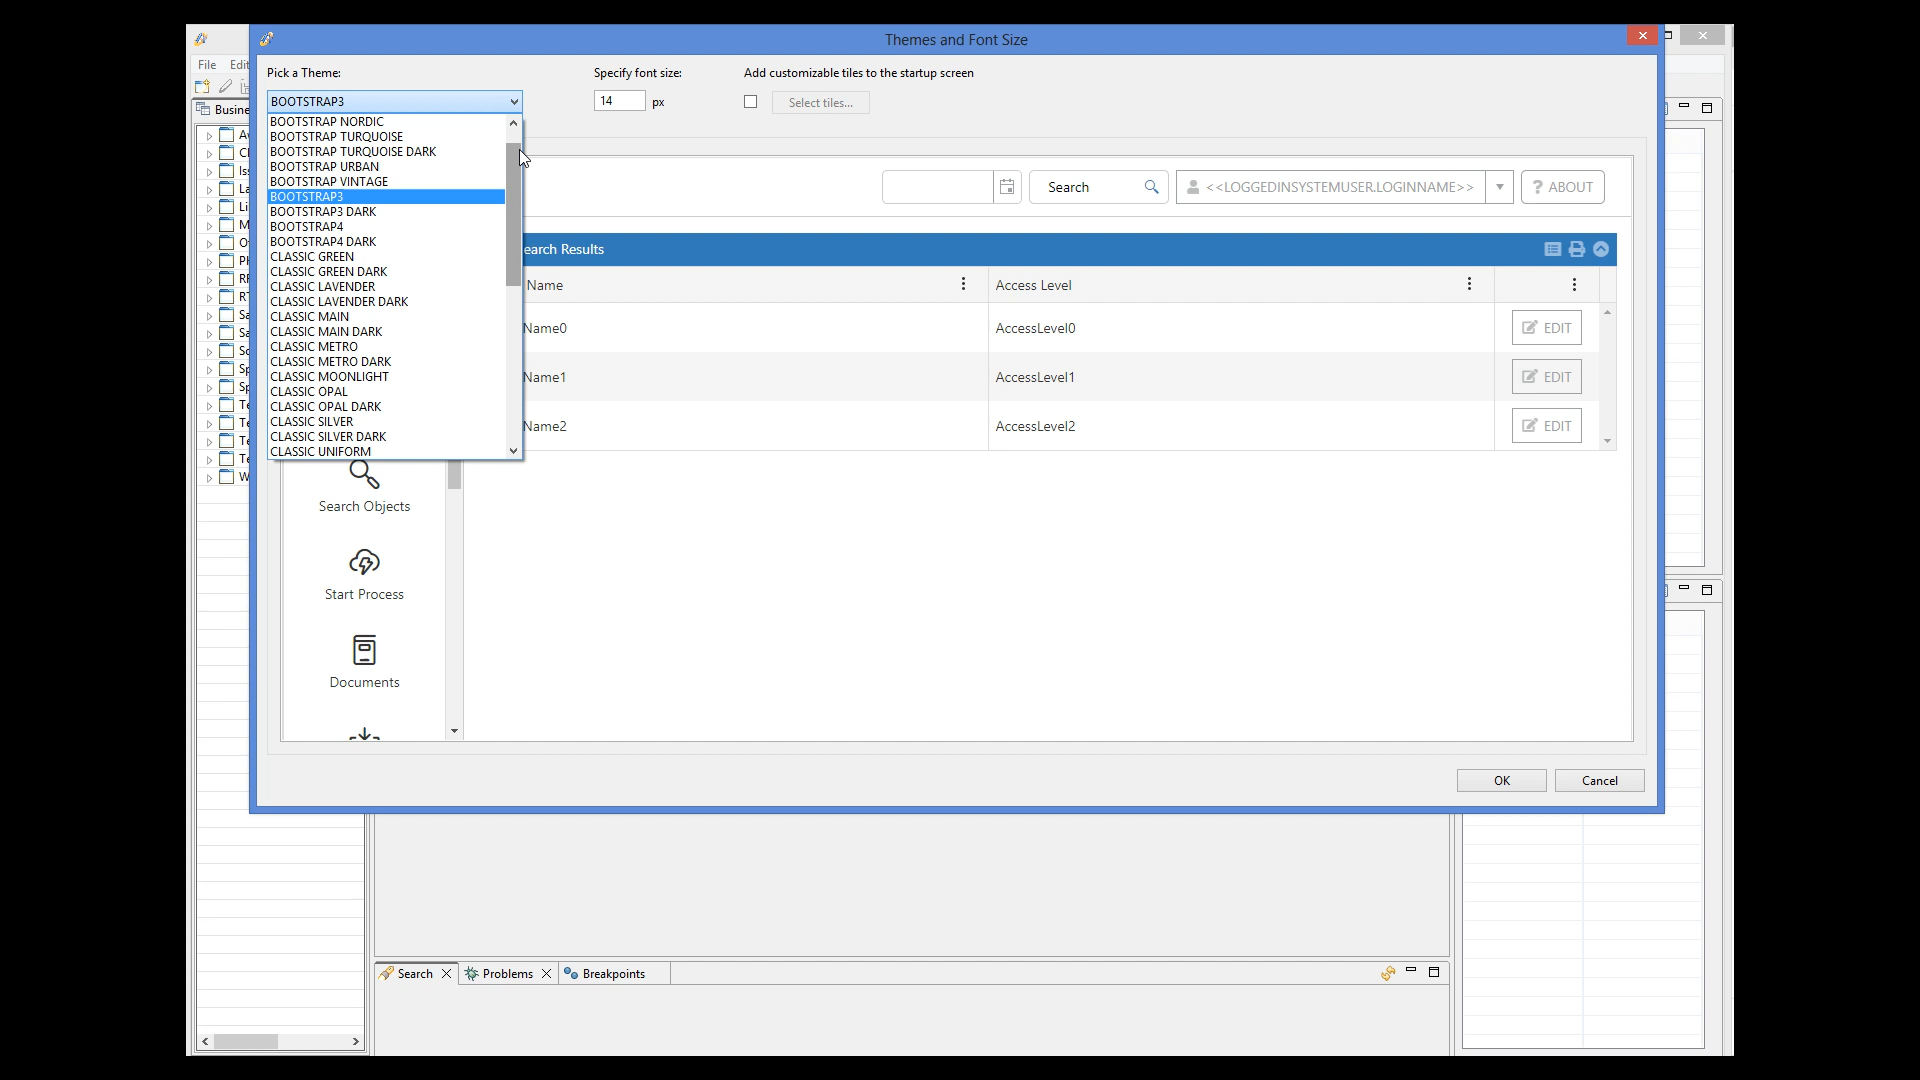 Themes and Font Size
File Edit
Pick a Theme:
Specify font size:
Add customizable tiles to the startup screen
BOOTSTRAP3
14
px
Select tiles...
BOOTSTRAP NORDIC
BOOTSTRAP TURQUOISE
BOOTSTRAP TURQUOISE DARK
BOOTSTRAP URBAN
BOOTSTRAP VINTAGE
BOOTSTRAP3
BOOTSTRAP3 DARK
BOOTSTRAP4
BOOTSTRAP4 DARK
CLASSIC GREEN
CLASSIC GREEN DARK
CLASSIC LAVENDER
CLASSIC LAVENDER DARK
CLASSIC MAIN
CLASSIC MAIN DARK
CLASSIC METRO
CLASSIC METRO DARK
CLASSIC MOONLIGHT
CLASSIC OPAL
CLASSIC OPAL DARK
CLASSIC SILVER
CLASSIC SILVER DARK
CLASSIC UNIFORM
Search
<<LOGGEDINSYSTEMUSER.LOGINNAME>>
? ABOUT
earch Results
Name
Access Level
Name0
AccessLevel0
EDIT
Name1
AccessLevel1
EDIT
Name2
AccessLevel2
EDIT
Search Objects
Start Process
Documents
OK
Cancel
Busine
Search
Problems
Breakpoints